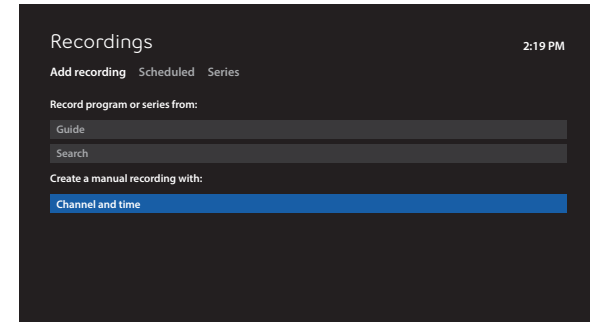 Recordings
2:19 PM
Add recording Scheduled Series
Record program or series from:
Guide
Search
Create a manual recording with:
Channel and time